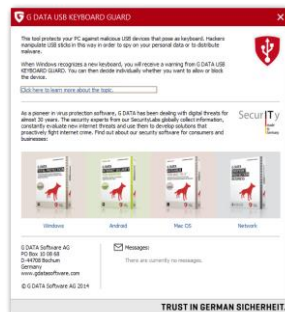 G DATA USB KEYBOARD GUARD
This tool protects your PC against malicious USB devices that pose as keyboard. Hackers
manipulate USB sticks in this way in order to spy on your personal data or to distribute
malware.
When Windows recognizes a new keyboard, you will receive a warning from G DATA USB
KEYBOARD GUARD. You can then decide individually whether you want to allow or block
the device.
Click here to learn more about the topic.
As a pioneer in virus protection software, G DATA has been dealing with digital threats for
almost 30 years. The security experts from our SecurityLabs globally collect information,
constantly evaluate new internet threats and use them to develop solutions that
proactively fight internet crime. Find out about our security software for consumers and
businesses:
SecurITy
made
in
Germany
Windows
Android
Mac OS
Network
G DATA Software AG
PO Box 10 08 68
D-44708 Bochum
Germany
www.gdatasoftware.com
© G DATA Software AG 2014
Messages:
There are currently no messages.
TRUST IN GERMAN SICHERHEIT.